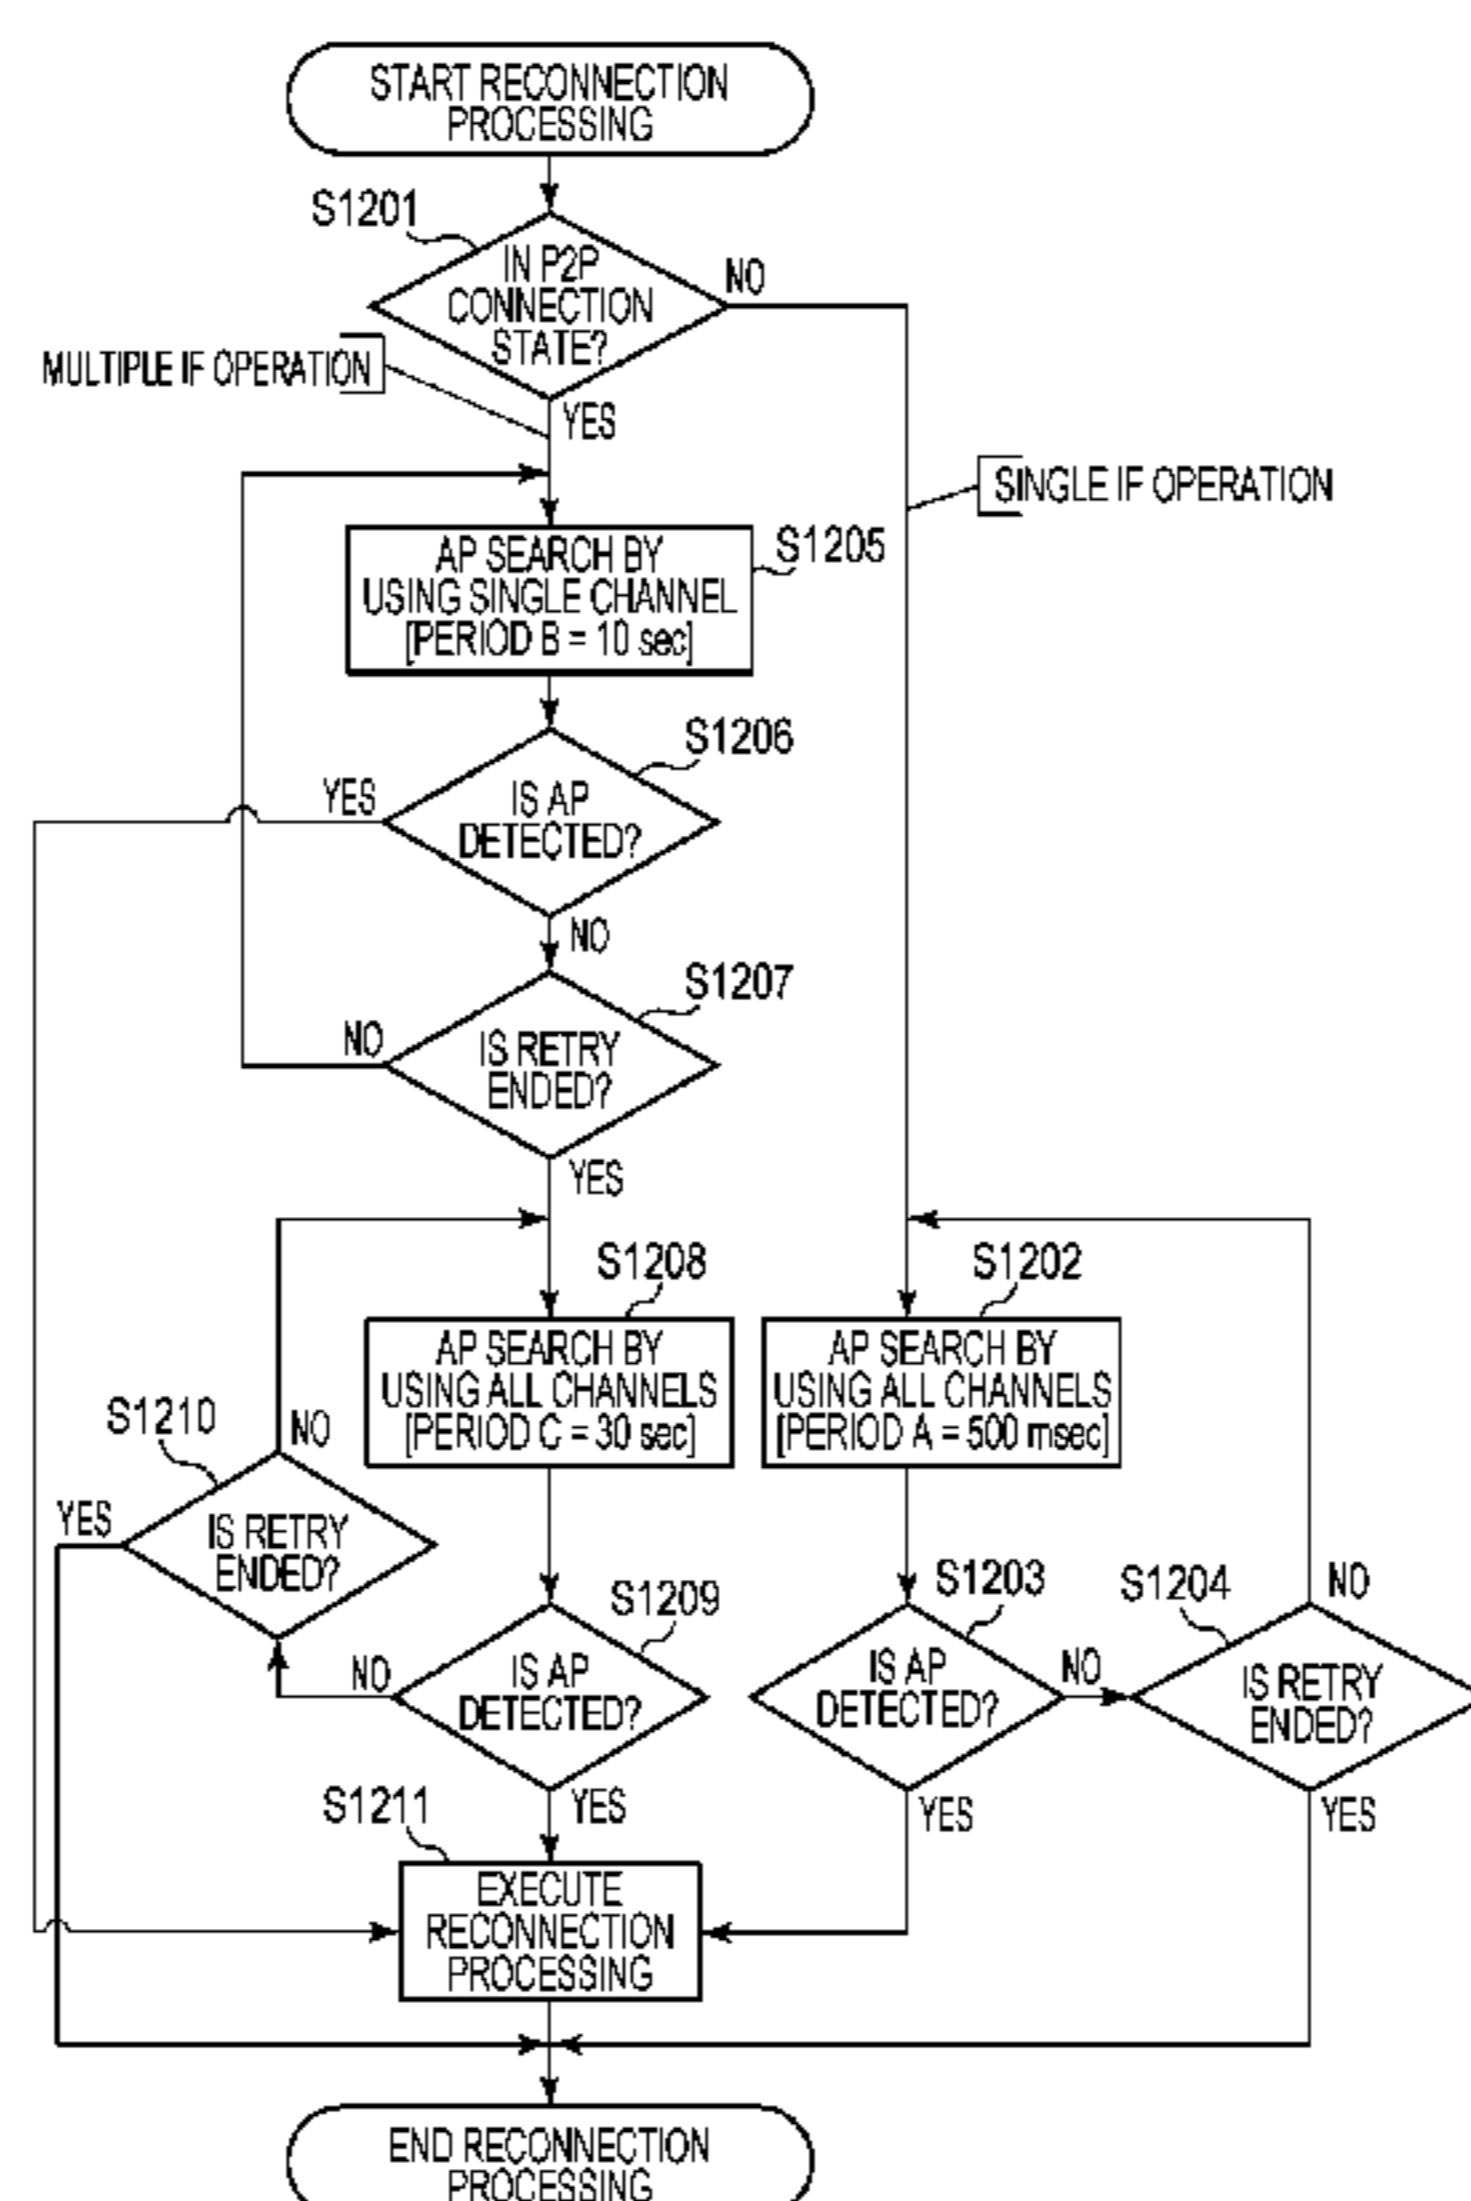 START RECONNECTION
PROCESSING
S1201
IN P2P
CONNECTION
STATE?
NO
MULTIPLE IF OPERATION
YES
SINGLE IF OPERATION
AP SEARCH BY
USING SINGLE CHANNEL
[PERIOD B = 10 sec]
S1205
S1206
YES
IS AP
DETECTED?
NO
S1207
NO
IS RETRY
ENDED?
YES
S1208
S1202
AP SEARCH BY
USING ALL CHANNELS
[PERIOD C = 30 sec]
AP SEARCH BY
USING ALL CHANNELS
[PERIOD A = 500 msec]
S1210
NO
YES
IS RETRY
ENDED?
S1209
S1203
S1204
NO
NO
IS AP
DETECTED?
IS AP
DETECTED?
NO
IS RETRY
ENDED?
S1211
YES
YES
YES
EXECUTE
RECONNECTION
PROCESSING
END RECONNECTION
PROCESSING